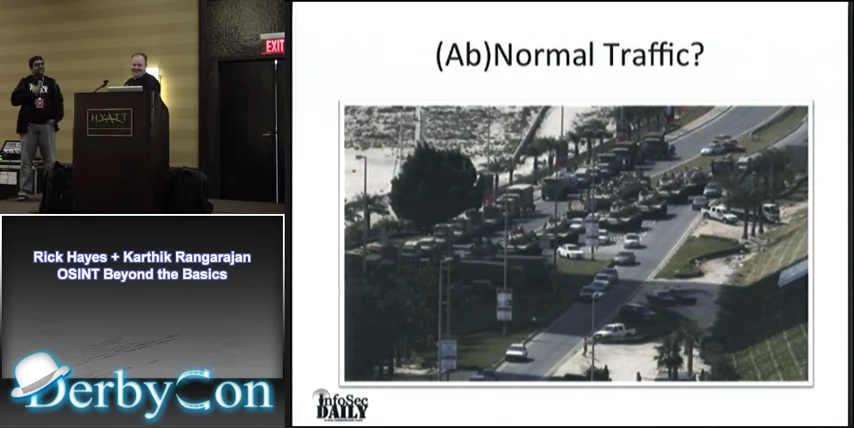 EXIT
HYATT
Rick Hayes + Karthik Rangarajan
OSINT Beyond the Basics
DerbyCon
(Ab)Normal Traffic?
InfoSec
DAILY